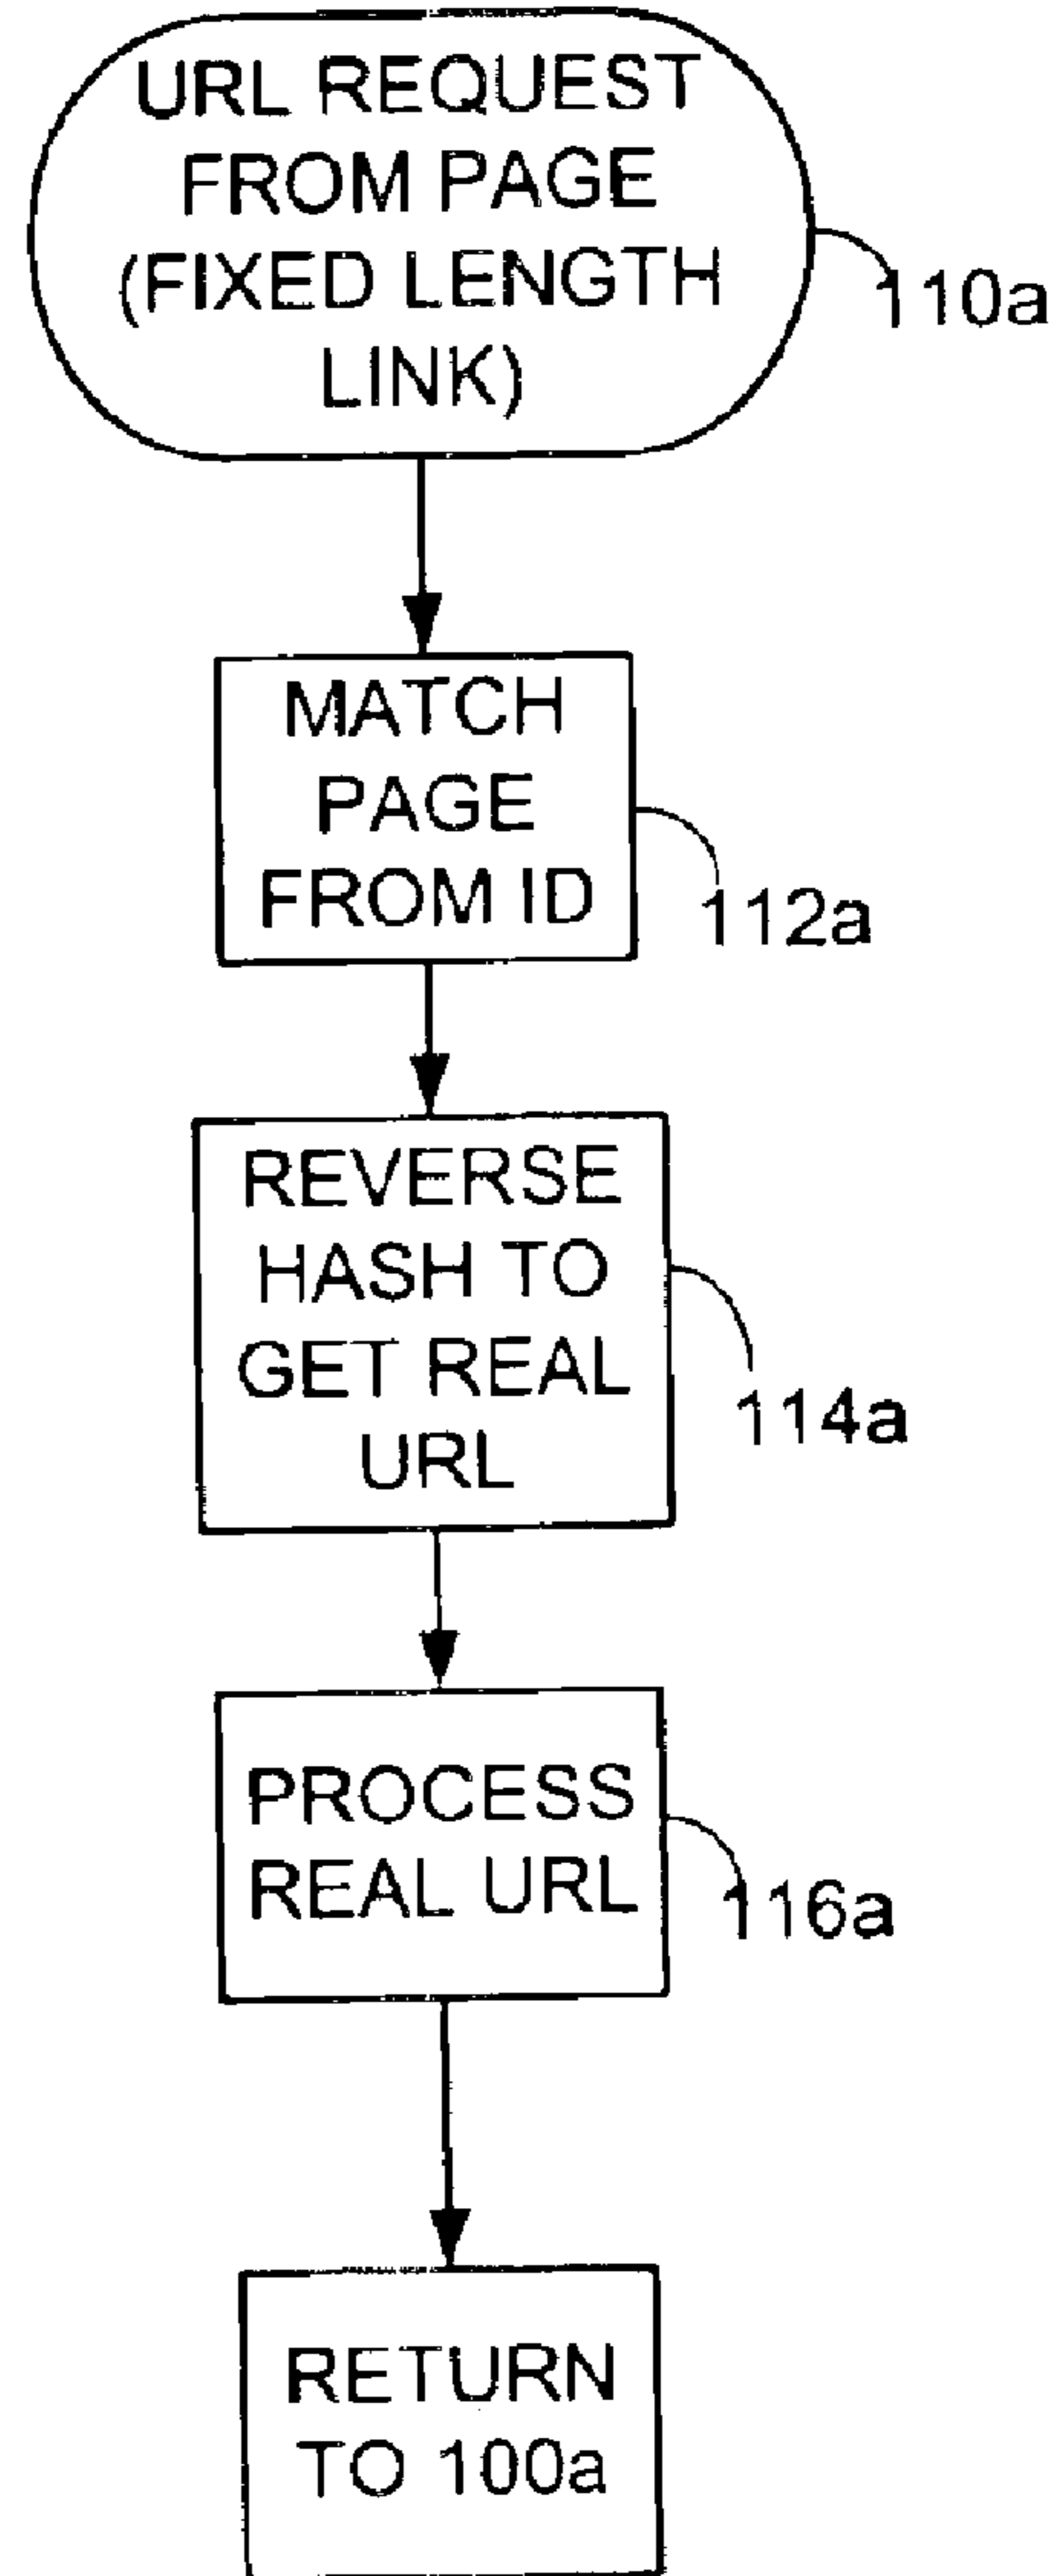 URL REQUEST
FROM PAGE
(FIXED LENGTH
LINK)
110a
MATCH
PAGE
FROM ID
112a
REVERSE
HASH TO
GET REAL
URL
114a
PROCESS
REAL URL
116a
RETURN
TO 100a